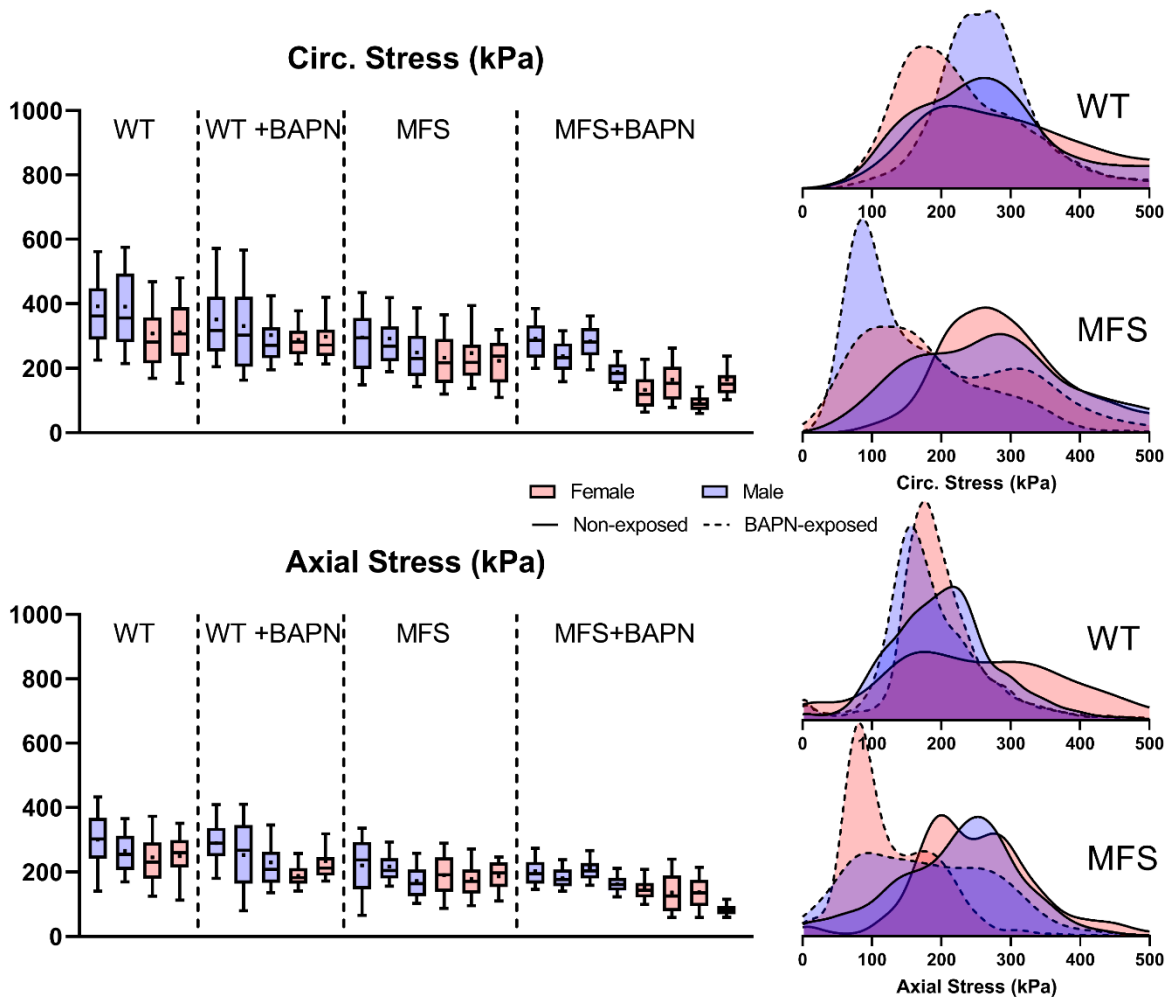 Circ. Stress (kPa)
1000
800
600
400
200
0
WT
WT +BAPN
MFS
MFS+BAPN
WT
0 100 200 300 400 500
MFS
0 100 200 300 400 500
Circ. Stress (kPa)
Female Male
Non-exposed BAPN-exposed
Axial Stress (kPa)
1000
800
600
400
200
0
WT
WT +BAPN
MFS
MFS+BAPN
WT
0 100 200 300 400 500
MFS
0 100 200 300 400 500
Axial Stress (kPa)